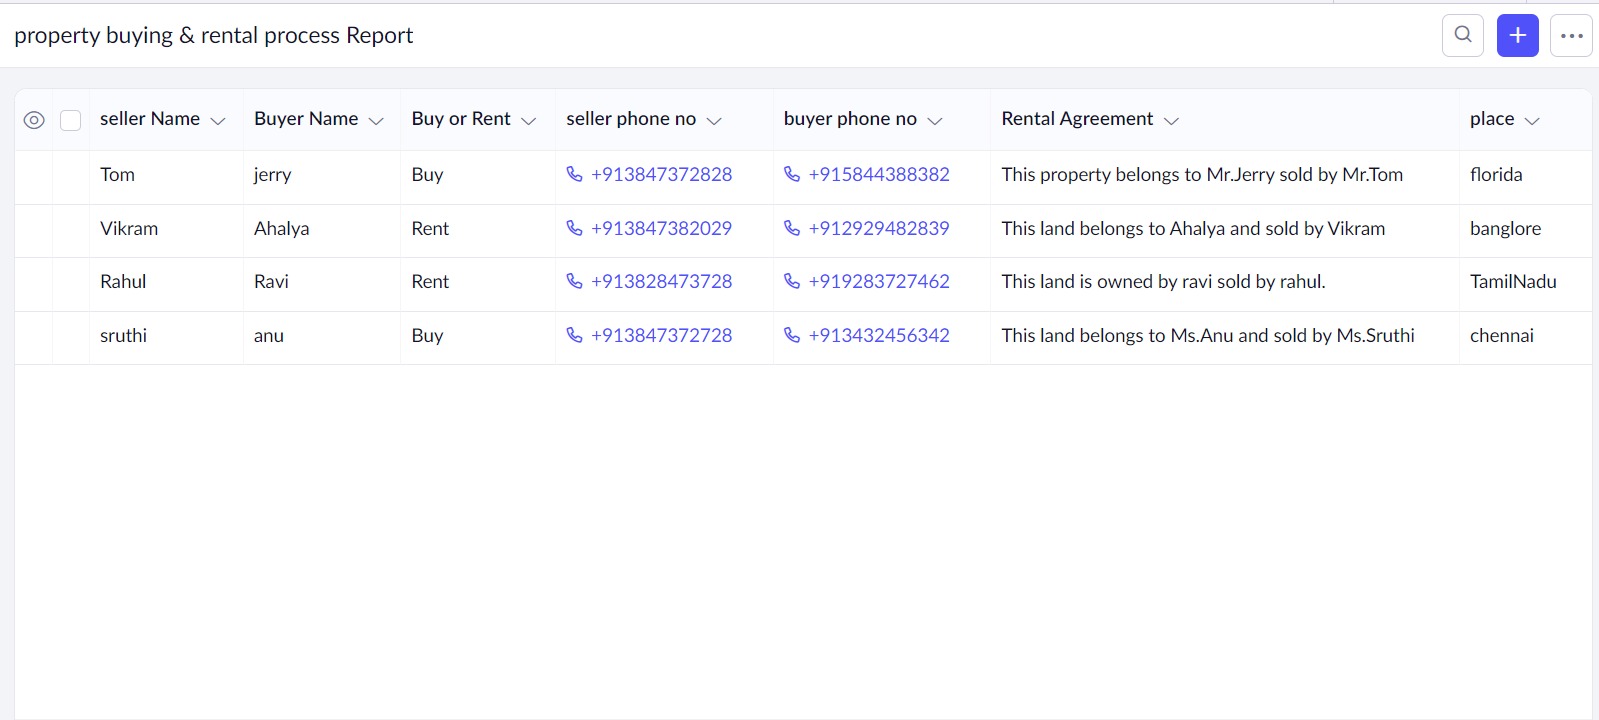 property buying & rental process Report
seller Name Buyer Name Buy or Rent seller phone no buyer phone no Rental Agreement place
Tom jerry Buy +913847372828 +915844388382 This property belongs to Mr.Jerry sold by Mr.Tom florida
Vikram Ahalya Rent +913847382029 +912929482839 This land belongs to Ahalya and sold by Vikram banglore
Rahul Ravi Rent +913828473728 +919283727462 This land is owned by ravi sold by rahul. TamilNadu
sruthi anu Buy +913847372728 +913432456342 This land belongs to Ms.Anu and sold by Ms.Sruthi chennai